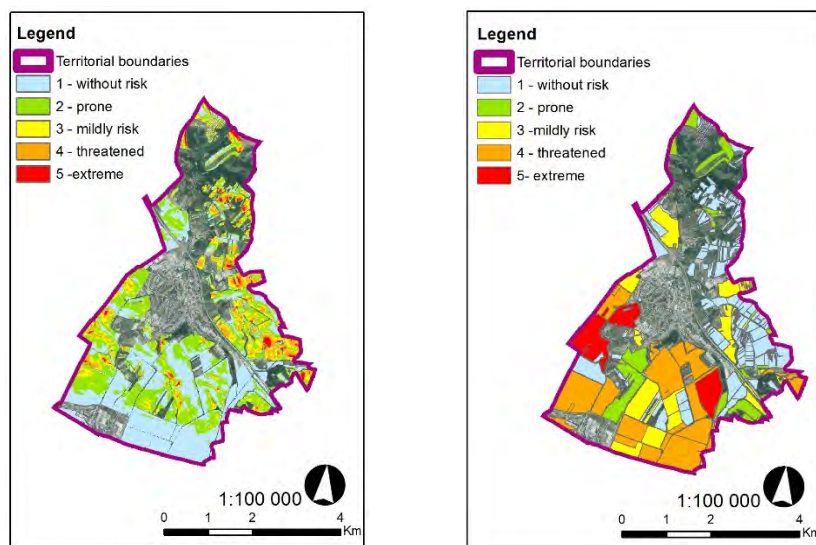 Legend
Territorial boundaries
1 - without risk
2 - prone
3 - mildly risk
4 - threatened
5 -extreme
1:100 000
0 1 2 4
Km
Legend
Territorial boundaries
1 - without risk
2 - prone
3 -mildly risk
4 - threatened
5- extreme
1:100 000
0 1 2 4
Km